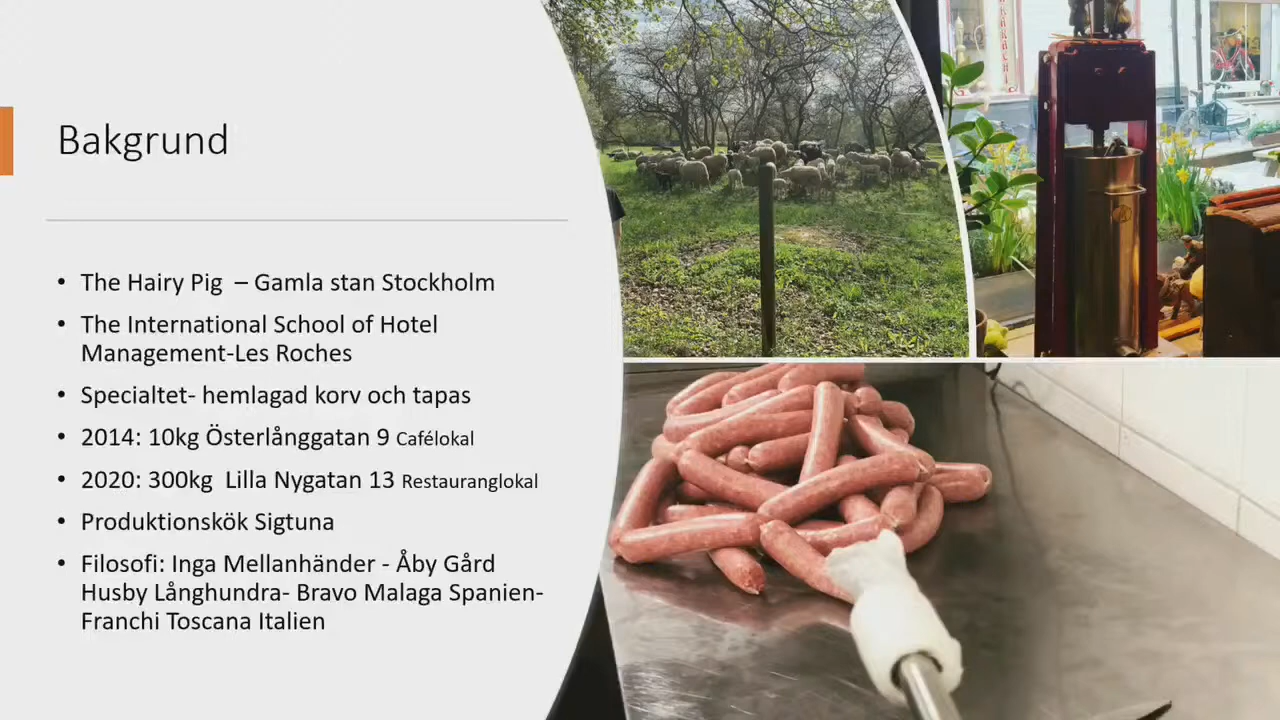 Bakgrund
• The Hairy Pig – Gamla stan Stockholm
• The International School of Hotel
Management-Les Roches
• Specialtet- hemlagad korv och tapas
• 2014: 10kg Österlånggatan 9 Cafélokal
• 2020: 300kg Lilla Nygatan 13 Restauranglokal
• Produktionskök Sigtuna
• Filosofi: Inga Mellanhänder - Åby Gård
Husby Långhundra- Bravo Malaga Spanien-
Franchi Toscana Italien